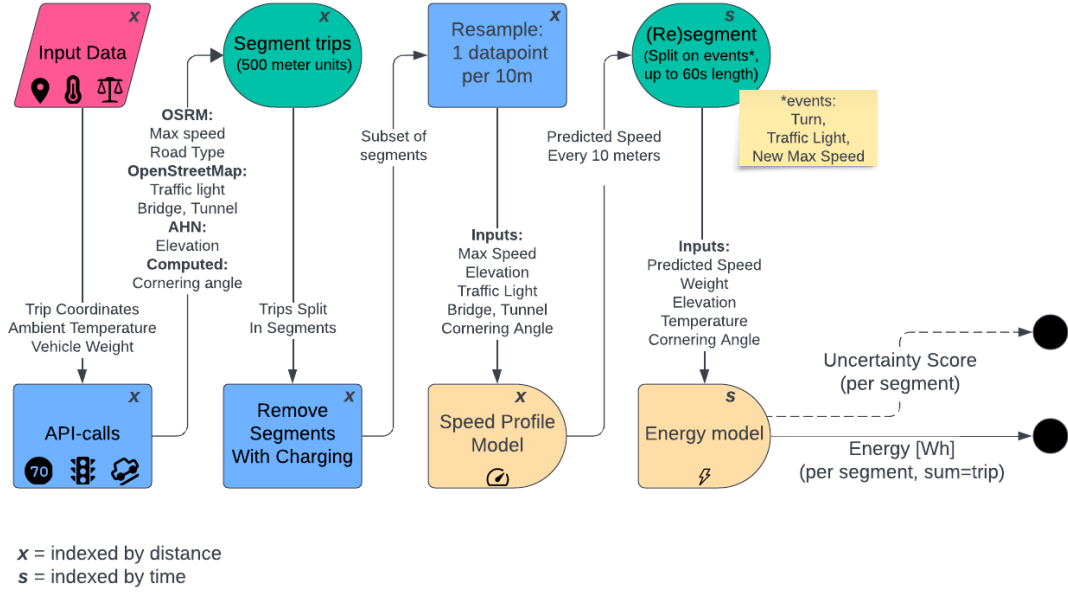 x
Input Data
Trip Coordinates
Ambient Temperature
Vehicle Weight
x
API-calls
70
OSRM:
Max speed
Road Type
OpenStreetMap:
Traffic light
Bridge, Tunnel
AHN:
Elevation
Computed:
Cornering angle
x
Segment trips
(500 meter units)
Trips Split
In Segments
x
Remove
Segments
With Charging
Subset of
segments
x
Resample:
1 datapoint
per 10m
Inputs:
Max Speed
Elevation
Traffic Light
Bridge, Tunnel
Cornering Angle
x
Speed Profile
Model
Predicted Speed
Every 10 meters
s
(Re)segment
(Split on events*,
up to 60s length)
*events:
Turn,
Traffic Light,
New Max Speed
Inputs:
Predicted Speed
Weight
Elevation
Temperature
Cornering Angle
s
Energy model
Uncertainty Score
(per segment)
Energy [Wh]
(per segment, sum=trip)
x = indexed by distance
s = indexed by time